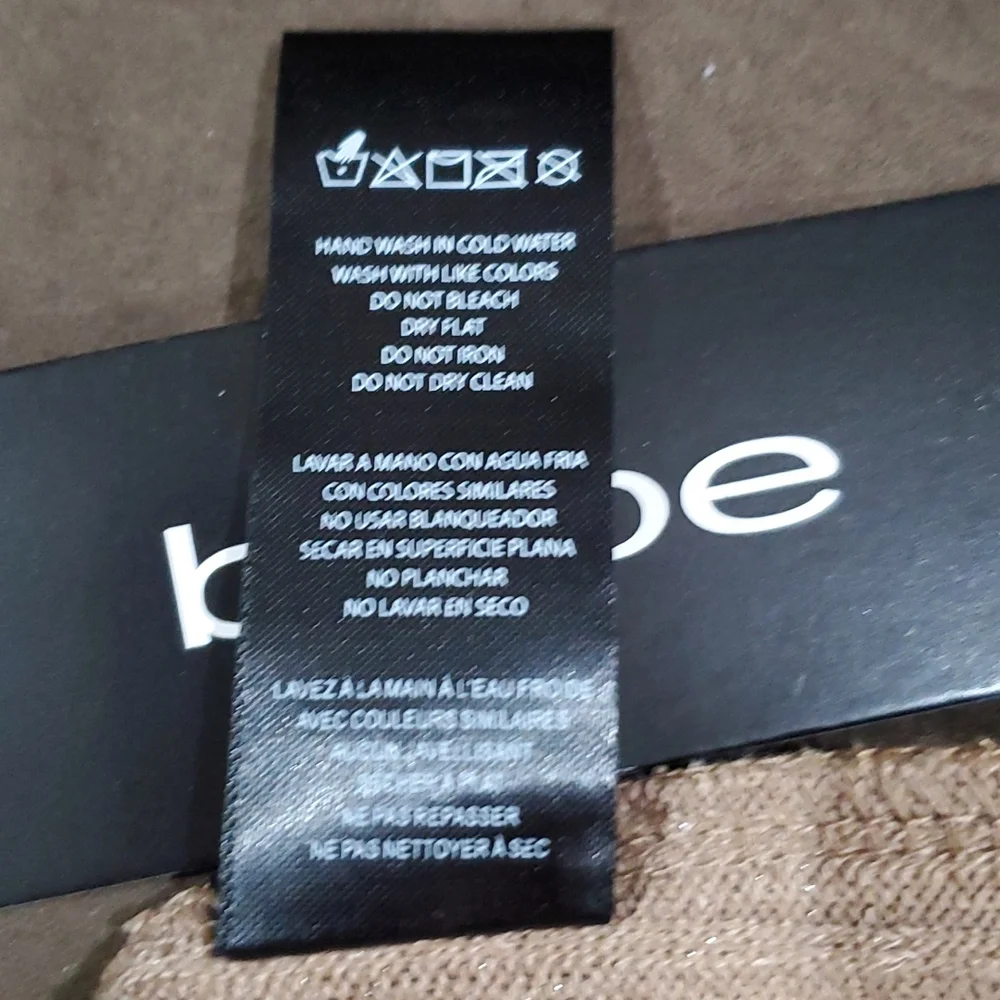 HAND WASH IN COLD WATER
WASH WITH LIKE COLORS
DO NOT BLEACH
DRY FLAT
DO NOT IRON
DO NOT DRY CLEAN
LAVAR A MANO CON AGUA FRIA
CON COLORES SIMILARES
NO USAR BLANQUEADOR
SECAR EN SUPERFICIE PLANA
NO PLANCHAR
NO LAVAR EN SECO
LAVEZ À LA MAIN À L'EAU FROIDE
AVEC COULEURS SIMILAIRES
NE PAS REPASSER
NE PAS NETTOYER À SEC
b
be